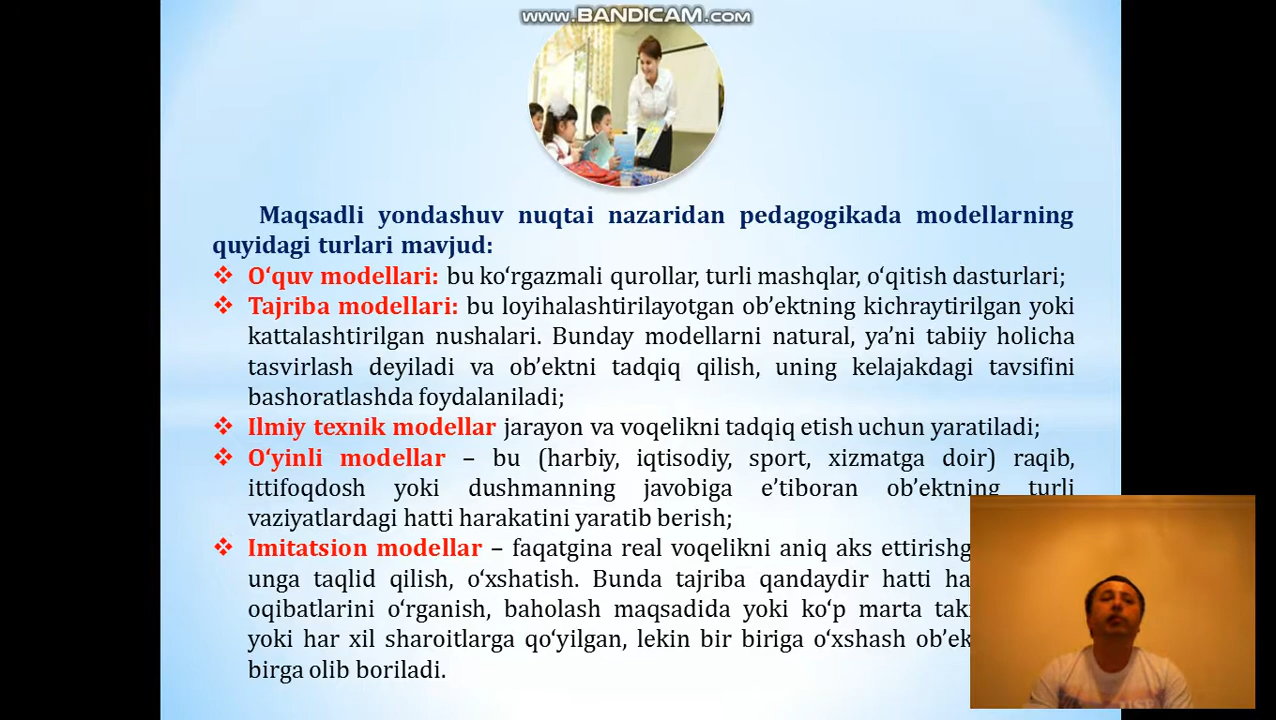 www.BANDICAM.com
Maqsadli yondashuv nuqtai nazaridan pedagogikada modellarning
quyidagi turlari mavjud:
❖ O‘quv modellari: bu ko‘rgazmali qurollar, turli mashqlar, o‘qitish dasturlari;
❖ Tajriba modellari: bu loyihalashtirilayotgan ob’ektning kichraytirilgan yoki
kattalashtirilgan nushalari. Bunday modellarni natural, ya’ni tabiiy holicha
tasvirlash deyiladi va ob’ektni tadqiq qilish, uning kelajakdagi tavsifini
bashoratlashda foydalaniladi;
❖ Ilmiy texnik modellar jarayon va voqelikni tadqiq etish uchun yaratiladi;
❖ O‘yinli modellar – bu (harbiy, iqtisodiy, sport, xizmatga doir) raqib,
ittifoqdosh yoki dushmanning javobiga e’tiboran ob’ektning turli
vaziyatlardagi hatti harakatini yaratib berish;
❖ Imitatsion modellar – faqatgina real voqelikni aniq aks
unga taqlid qilish, o‘xshatish. Bunda tajriba qandaydir hatti
oqibatlarini o‘rganish, baholash maqsadida yoki ko‘p marta
yoki har xil sharoitlarga qo‘yilgan, lekin bir biriga o‘xshash
birga olib boriladi.